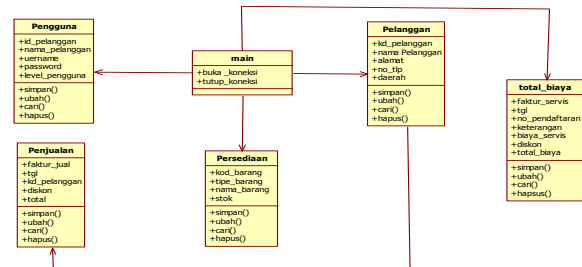 Pengguna
+id_pelanggan
+nama_pelanggan
+uername
+password
+level_pengguna
+simpan()
+ubah()
+cari()
+hapus()
main
+buka _koneksi
+tutup_koneksi
Pelanggan
+kd_pelanggan
+nama Pelanggan
+alamat
+no_tlp
+daerah
+simpan()
+ubah()
+cari()
+hapus()
total_biaya
+faktur_servis
+tgl
+no_pendaftaran
+keterangan
+biaya_servis
+diskon
+total_biaya
+simpan()
+ubah()
+cari()
+hapsus()
Penjualan
+faktur_jual
+tgl
+kd_pelanggan
+diskon
+total
+simpan()
+ubah()
+cari()
+hapus()
Persediaan
+kod_barang
+tipe_barang
+nama_barang
+stok
+simpan()
+ubah()
+cari()
+hapus()